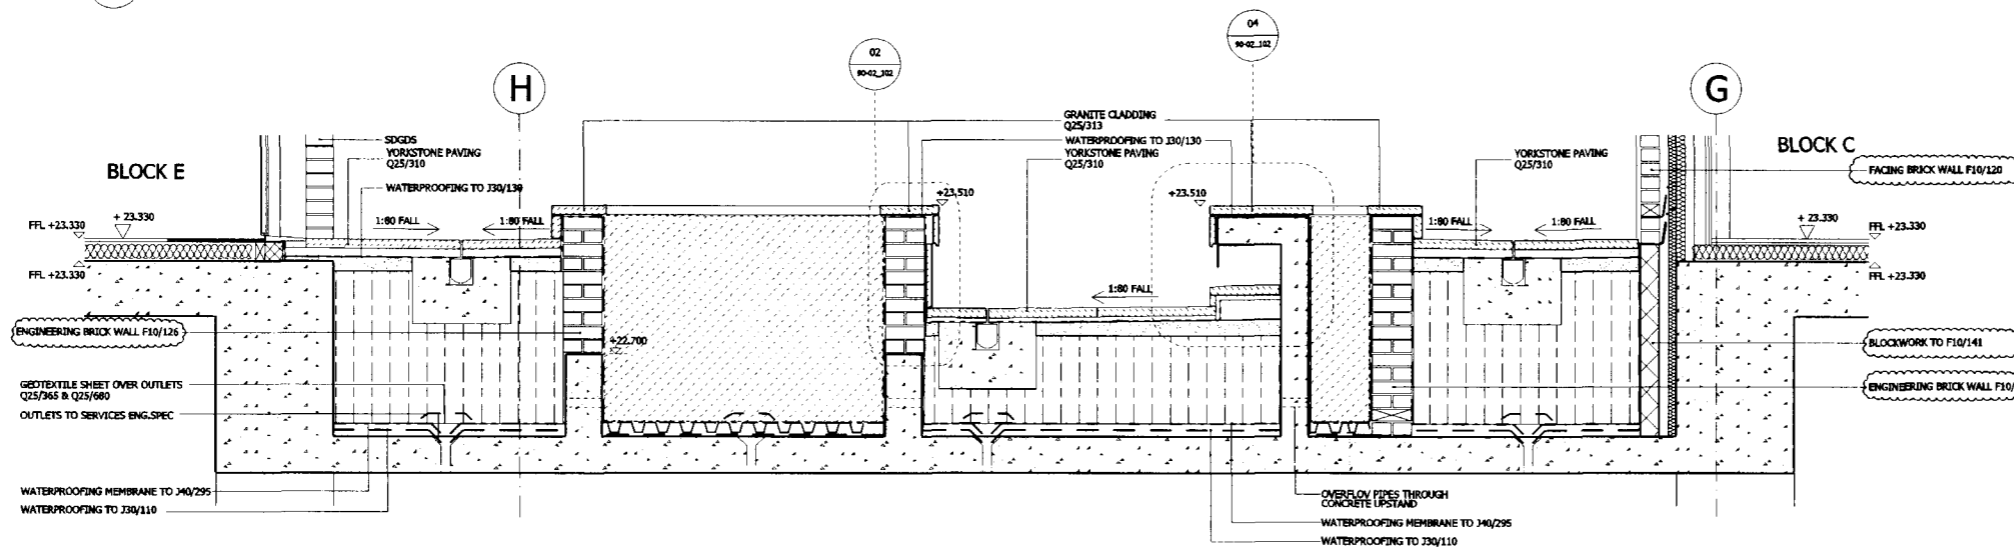 02
90-02_102
04
90-02_102
H
G
BLOCK E
BLOCK C
SDGDS
YORKSTONE PAVING
Q25/310
WATERPROOFING TO J30/130
GRANITE CLADDING
Q25/313
WATERPROOFING TO J30/130
YORKSTONE PAVING
Q25/310
YORKSTONE PAVING
Q25/310
FACING BRICK WALL F10/120
FFL +23.330
+ 23.330
FFL +23.330
1:80 FALL
1:80 FALL
+23.510
+23.510
1:80 FALL
1:80 FALL
+ 23.330
FFL +23.330
FFL +23.330
1:80 FALL
ENGINEERING BRICK WALL F10/126
+22.700
BLOCKWORK TO F10/141
GEOTEXTILE SHEET OVER OUTLETS
Q25/365 & Q25/680
ENGINEERING BRICK WALL F10/
OUTLETS TO SERVICES ENG.SPEC
WATERPROOFING MEMBRANE TO J40/295
WATERPROOFING TO J30/110
OVERFLOV PIPES THROUGH
CONCRETE UPSTAND
WATERPROOFING MEMBRANE TO J40/295
WATERPROOFING TO J30/110